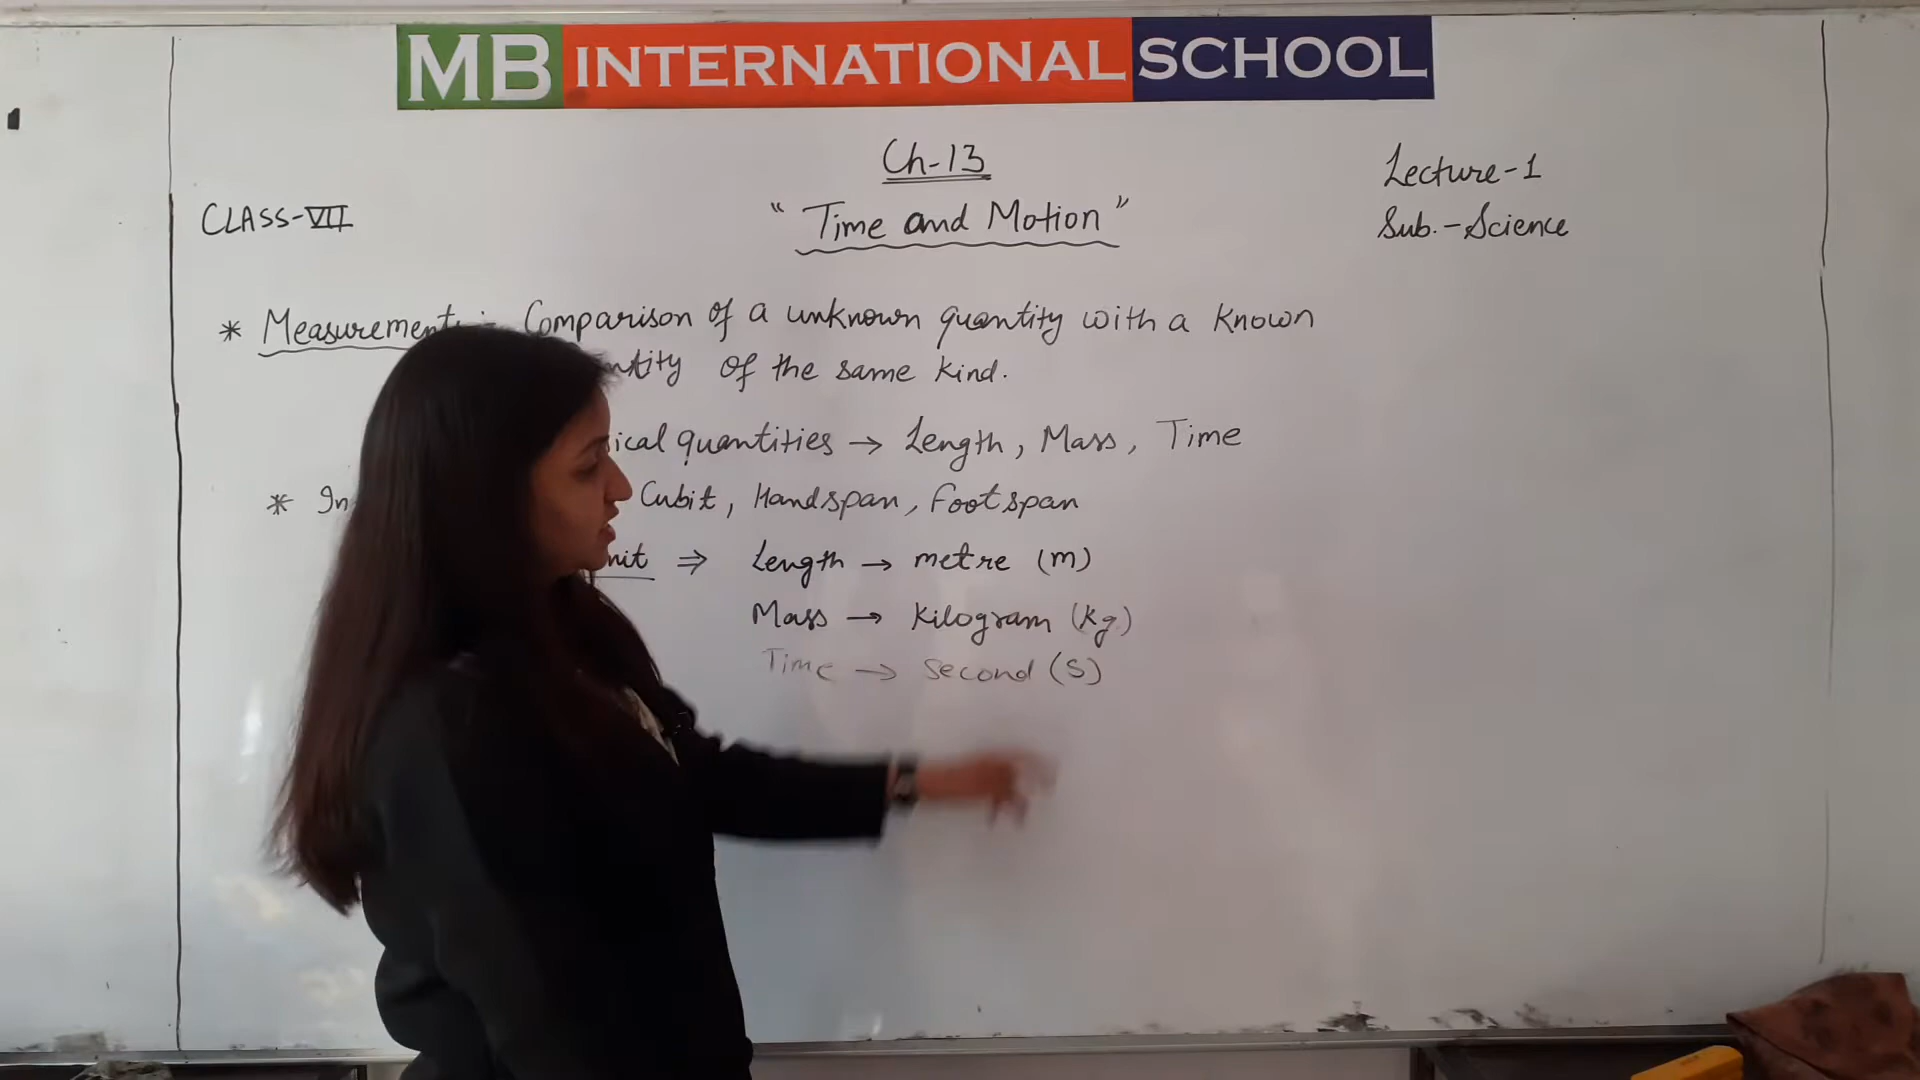 MB INTERNATIONAL SCHOOL
Ch-13
Lecture-1
CLASS-VII
" Time and Motion "
Sub.-Science
* Measurement :- Comparison of a unknown quantity with a known
of the same kind.
quantities → Length, Mass, Time
* Cubit, Handspan, Footspan
⇒ Length → metre (m)
Mass → Kilogram (kg)
Time → second (s)